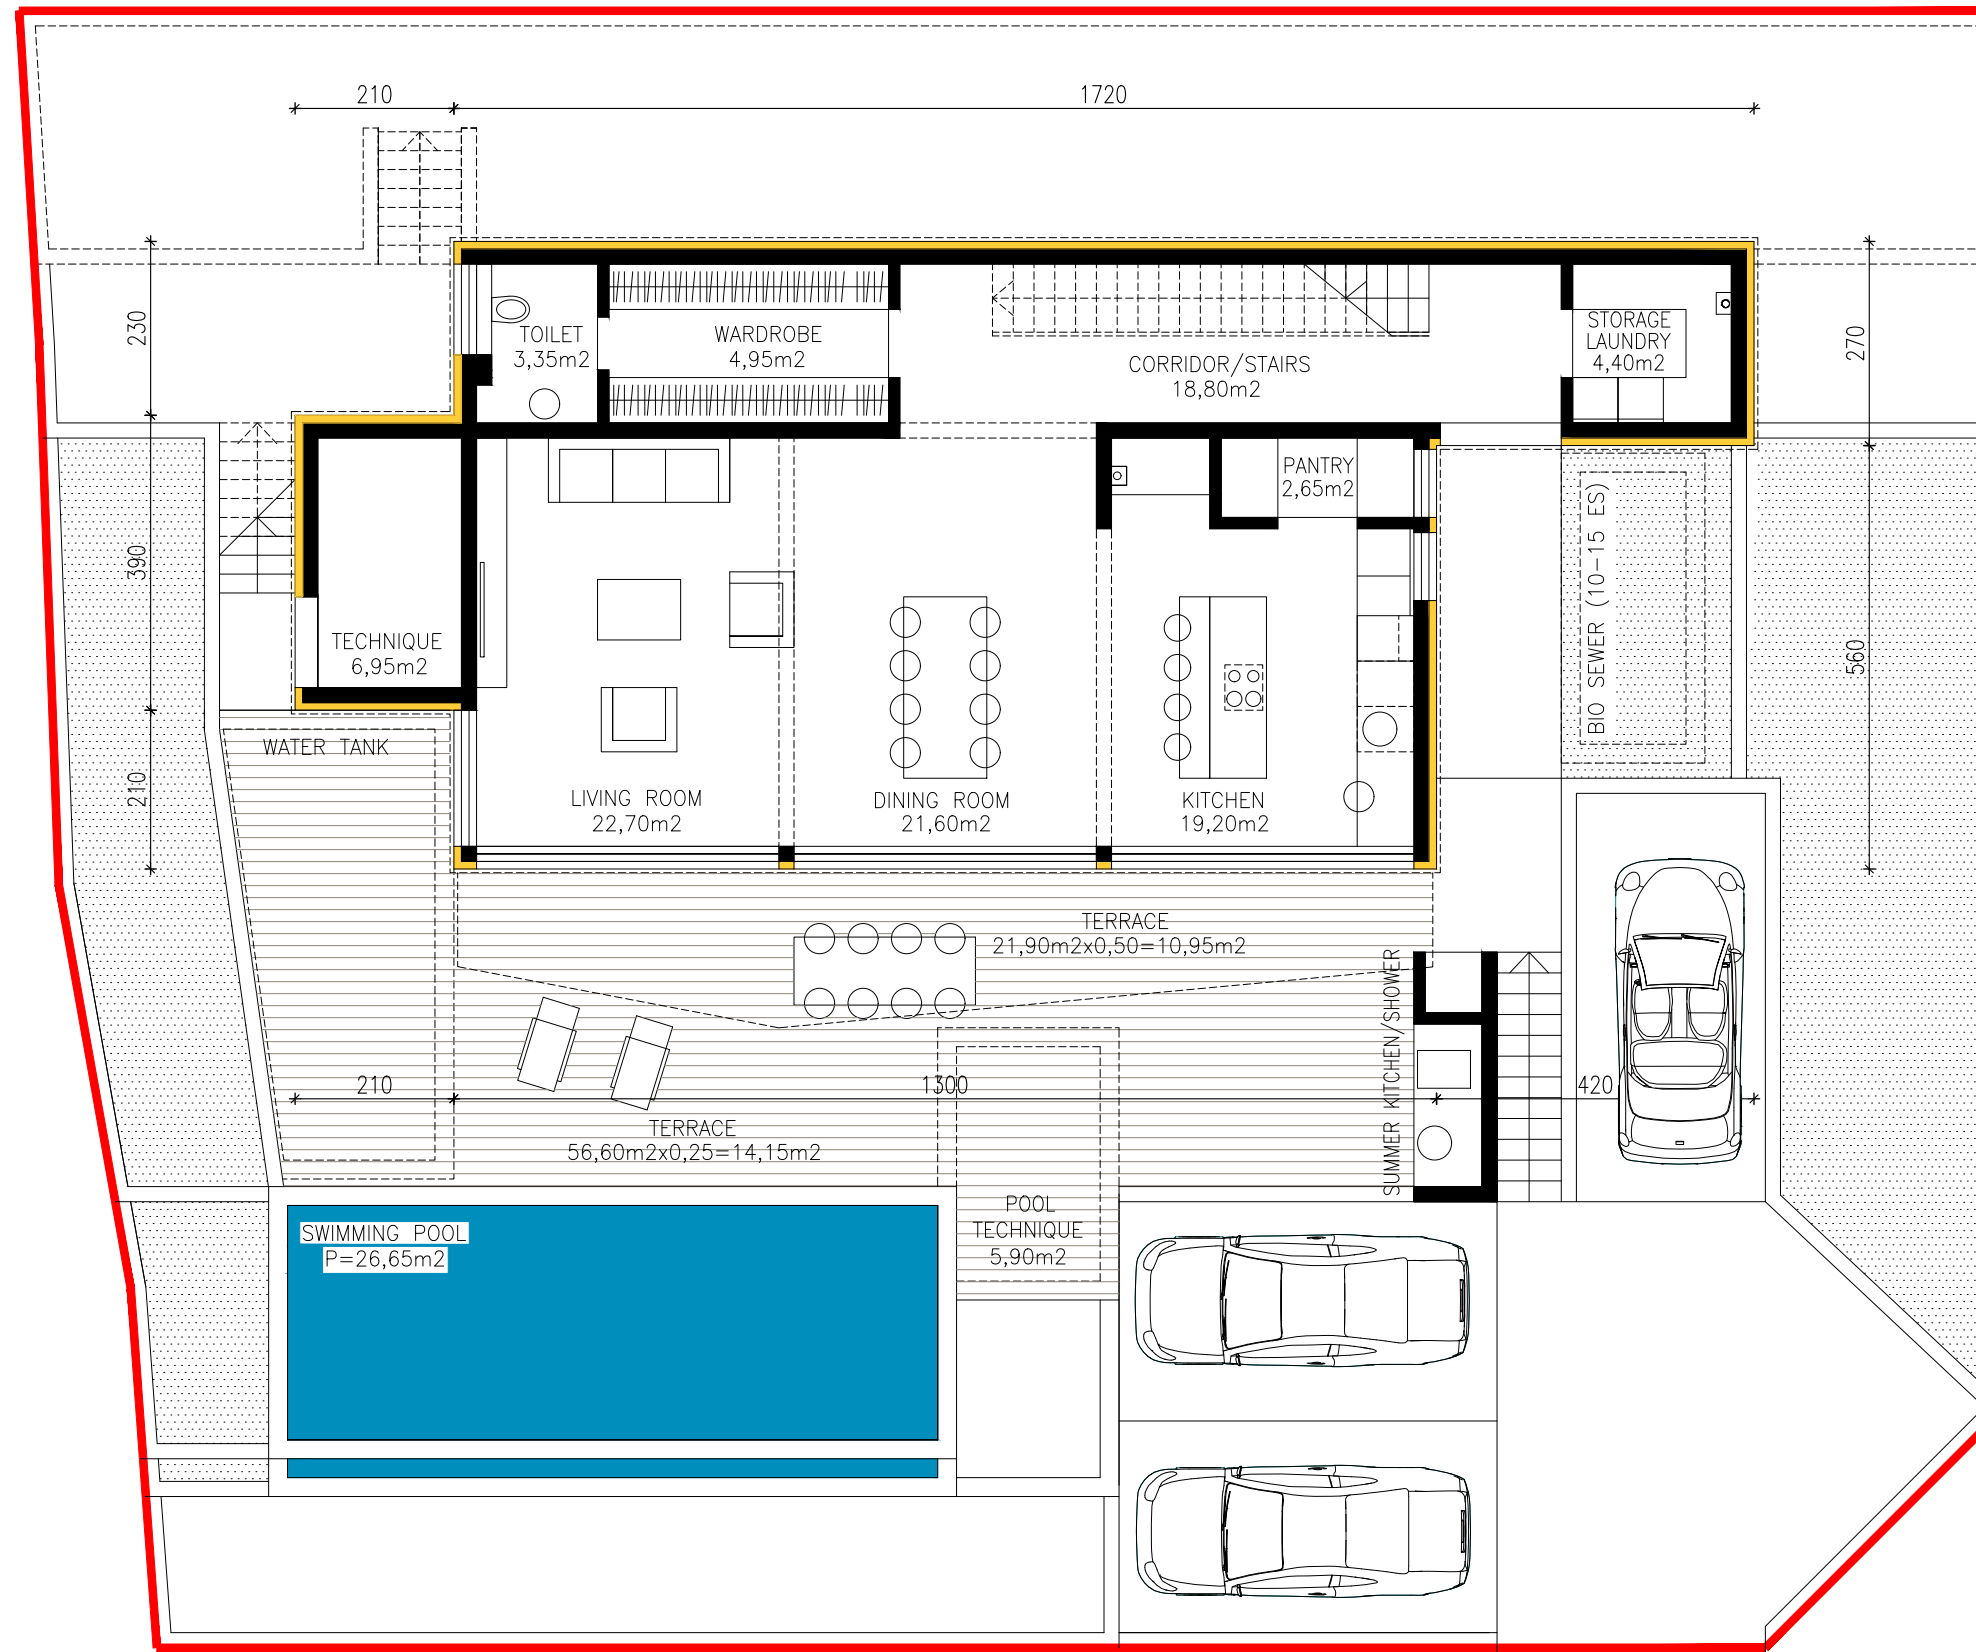 210
1720
230
270
TOILET
3,35m2
WARDROBE
4,95m2
CORRIDOR/STAIRS
18,80m2
STORAGE
LAUNDRY
4,40m2
PANTRY
2,65m2
390
TECHNIQUE
6,95m2
BIO SEWER (10-15 ES)
560
WATER TANK
210
LIVING ROOM
22,70m2
DINING ROOM
21,60m2
KITCHEN
19,20m2
TERRACE
21,90m2x0,50=10,95m2
SUMMER KITCHEN/SHOWER
210
1300
420
TERRACE
56,60m2x0,25=14,15m2
SWIMMING POOL
P=26,65m2
POOL
TECHNIQUE
5,90m2